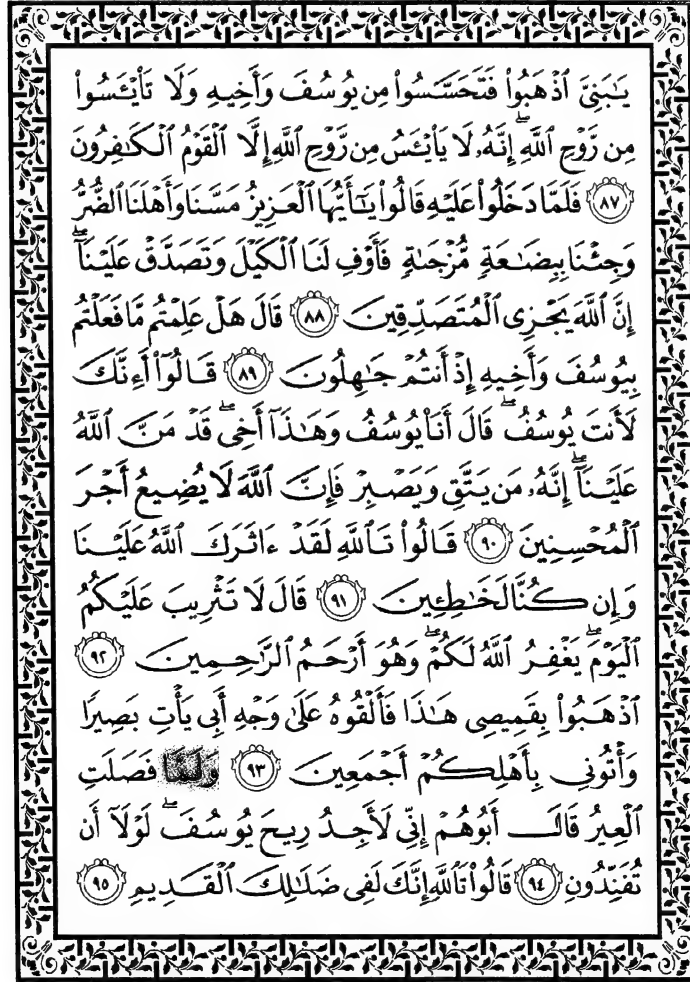 يَٰبَنِيَّ ٱذْهَبُوا۟ فَتَحَسَّسُوا۟ مِن يُوسُفَ وَأَخِيهِ وَلَا تَا۟يْـَٔسُوا۟
مِن رَّوْحِ ٱللَّهِ ۖ إِنَّهُۥ لَا يَا۟يْـَٔسُ مِن رَّوْحِ ٱللَّهِ إِلَّا ٱلْقَوْمُ ٱلْكَٰفِرُونَ
﴿٨٧﴾ فَلَمَّا دَخَلُوا۟ عَلَيْهِ قَالُوا۟ يَٰٓأَيُّهَا ٱلْعَزِيزُ مَسَّنَا وَأَهْلَنَا ٱلضُّرُّ
وَجِئْنَا بِبِضَٰعَةٍ مُّزْجَىٰةٍ فَأَوْفِ لَنَا ٱلْكَيْلَ وَتَصَدَّقْ عَلَيْنَآ ۖ
إِنَّ ٱللَّهَ يَجْزِى ٱلْمُتَصَدِّقِينَ ﴿٨٨﴾ قَالَ هَلْ عَلِمْتُم مَّا فَعَلْتُم
بِيُوسُفَ وَأَخِيهِ إِذْ أَنتُمْ جَٰهِلُونَ ﴿٨٩﴾ قَالُوٓا۟ أَءِنَّكَ
لَأَنتَ يُوسُفُ ۖ قَالَ أَنَا۠ يُوسُفُ وَهَٰذَآ أَخِى ۖ قَدْ مَنَّ ٱللَّهُ
عَلَيْنَآ ۖ إِنَّهُۥ مَن يَتَّقِ وَيَصْبِرْ فَإِنَّ ٱللَّهَ لَا يُضِيعُ أَجْرَ
ٱلْمُحْسِنِينَ ﴿٩٠﴾ قَالُوا۟ تَٱللَّهِ لَقَدْ ءَاثَرَكَ ٱللَّهُ عَلَيْنَا
وَإِن كُنَّا لَخَٰطِـِٔينَ ﴿٩١﴾ قَالَ لَا تَثْرِيبَ عَلَيْكُمُ
ٱلْيَوْمَ ۖ يَغْفِرُ ٱللَّهُ لَكُمْ ۖ وَهُوَ أَرْحَمُ ٱلرَّٰحِمِينَ ﴿٩٢﴾
ٱذْهَبُوا۟ بِقَمِيصِى هَٰذَا فَأَلْقُوهُ عَلَىٰ وَجْهِ أَبِى يَأْتِ بَصِيرًا
وَأْتُونِى بِأَهْلِكُمْ أَجْمَعِينَ ﴿٩٣﴾ وَلَمَّا فَصَلَتِ
ٱلْعِيرُ قَالَ أَبُوهُمْ إِنِّى لَأَجِدُ رِيحَ يُوسُفَ ۖ لَوْلَآ أَن
تُفَنِّدُونِ ﴿٩٤﴾ قَالُوا۟ تَٱللَّهِ إِنَّكَ لَفِى ضَلَٰلِكَ ٱلْقَدِيمِ ﴿٩٥﴾